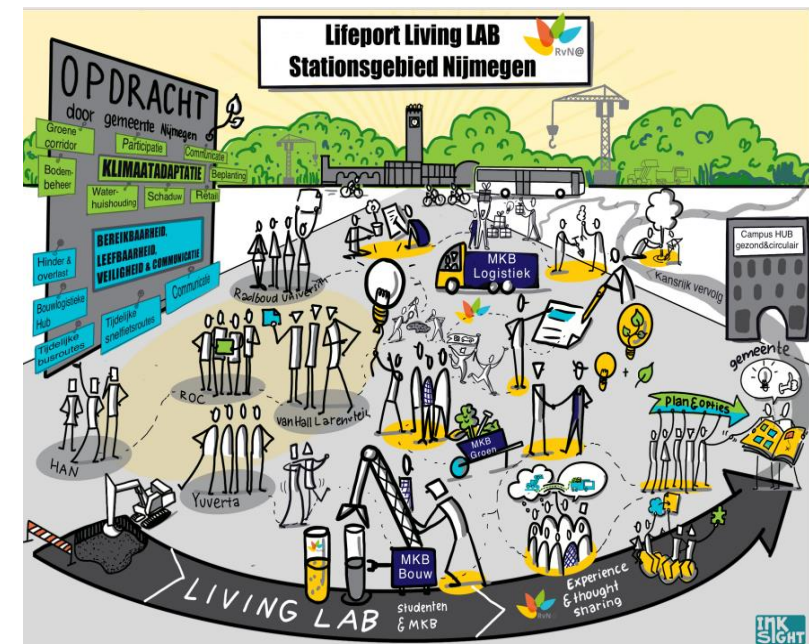 Lifeport Living LAB
Stationsgebied Nijmegen
RvN@
OPDRACHT
door gemeente Nijmegen
Groene
corridor
Participatie
Communicatie
Bodem-
beheer
KLIMAATADAPTATIE
Beplanting
Water-
huishouding
Schaduw
Retail
BEREIKBAARHEID,
LEEFBAARHEID,
VEILIGHEID & COMMUNICATIE
Hinder &
overlast
Bouwlogistieke
Hub
Tijdelijke
busroutes
Tijdelijke
snelfietsroutes
Communicatie
Radboud University
MKB
Logistiek
Campus HUB
gezond&circulair
Kansrijk vervolg
ROC
van Hall Larenstein
HAN
Yuverta
MKB
Groen
gemeente
Plan & opties
MKB
Bouw
LIVING LAB
studenten
& MKB
RvN@
Experience
& thought
sharing
INK
SIGHT